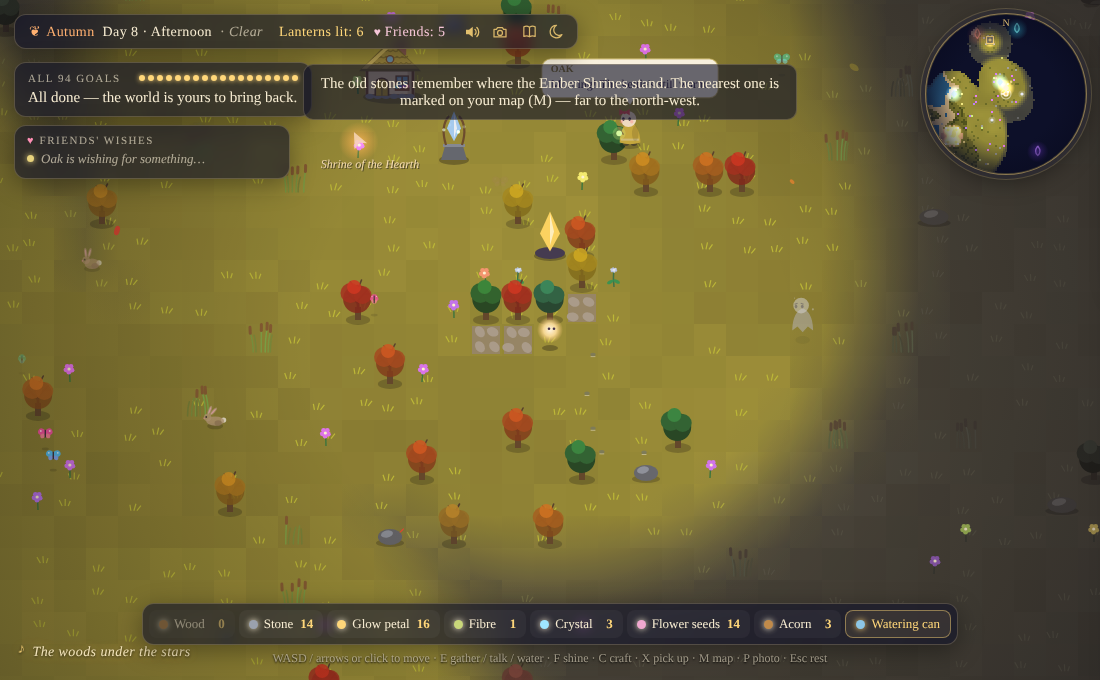 ❦ Autumn Day 8 · Afternoon · Clear Lanterns lit: 6 ♥ Friends: 5
N
ALL 94 GOALS
All done — the world is yours to bring back.
OAK
The old stones remember where the Ember Shrines stand. The nearest one is
marked on your map (M) — far to the north-west.
♥ FRIENDS' WISHES
Oak is wishing for something…
Shrine of the Hearth
Wood 0 Stone 14 Glow petal 16 Fibre 1 Crystal 3 Flower seeds 14 Acorn 3 Watering can
♪ The woods under the stars
WASD / arrows or click to move · E gather / talk / water · F shine · C craft · X pick up · M map · P photo · Esc rest